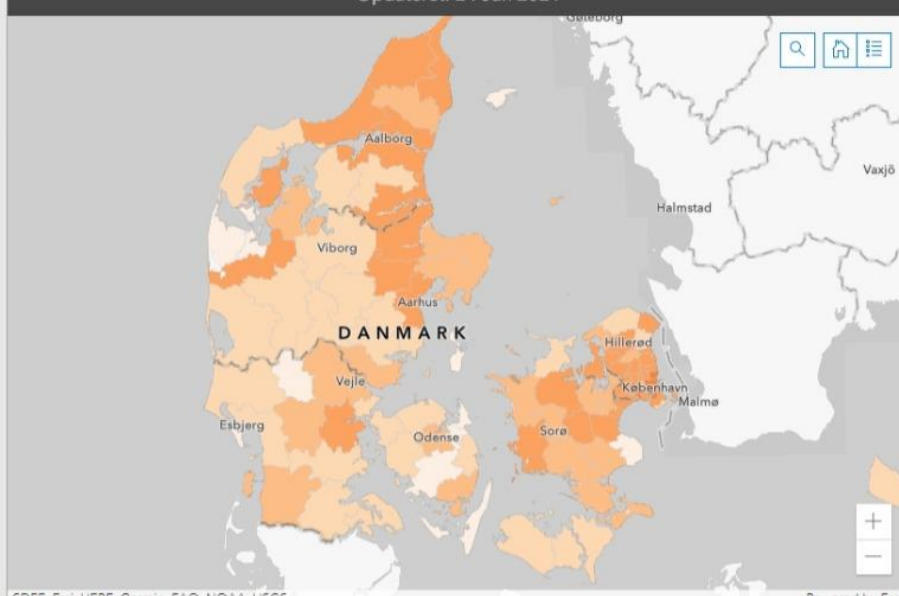 Göteborg
Aalborg
Vaxjö
Halmstad
Viborg
Aarhus
DANMARK
Hillerød
Vejle
København
Malmø
Esbjerg
Odense
Sorø